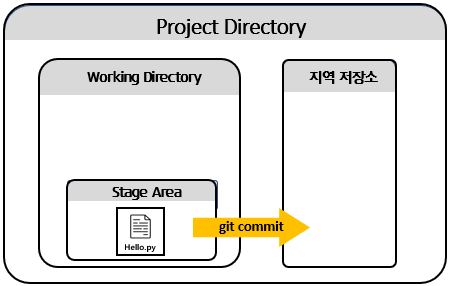 Project Directory
Working Directory
지역 저장소
Stage Area
Hello.py
git commit